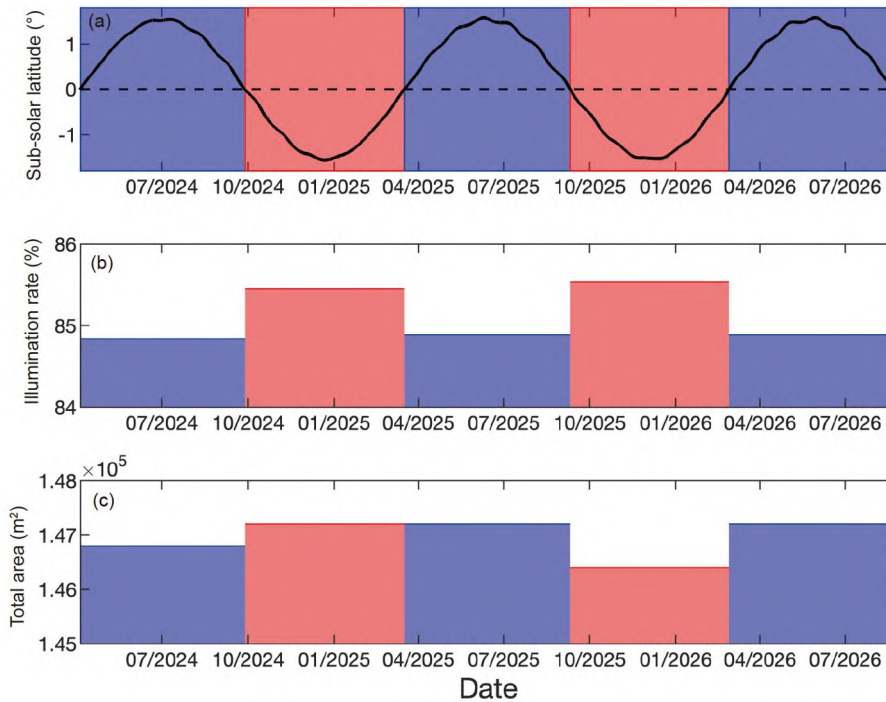 (a)
Sub-solar latitude (°)
1
0
-1
07/2024 10/2024 01/2025 04/2025 07/2025 10/2025 01/2026 04/2026 07/2026
(b)
Illumination rate (%)
86
85
84
07/2024 10/2024 01/2025 04/2025 07/2025 10/2025 01/2026 04/2026 07/2026
×10⁵
(c)
Total area (m²)
1.48
1.47
1.46
1.45
07/2024 10/2024 01/2025 04/2025 07/2025 10/2025 01/2026 04/2026 07/2026
Date